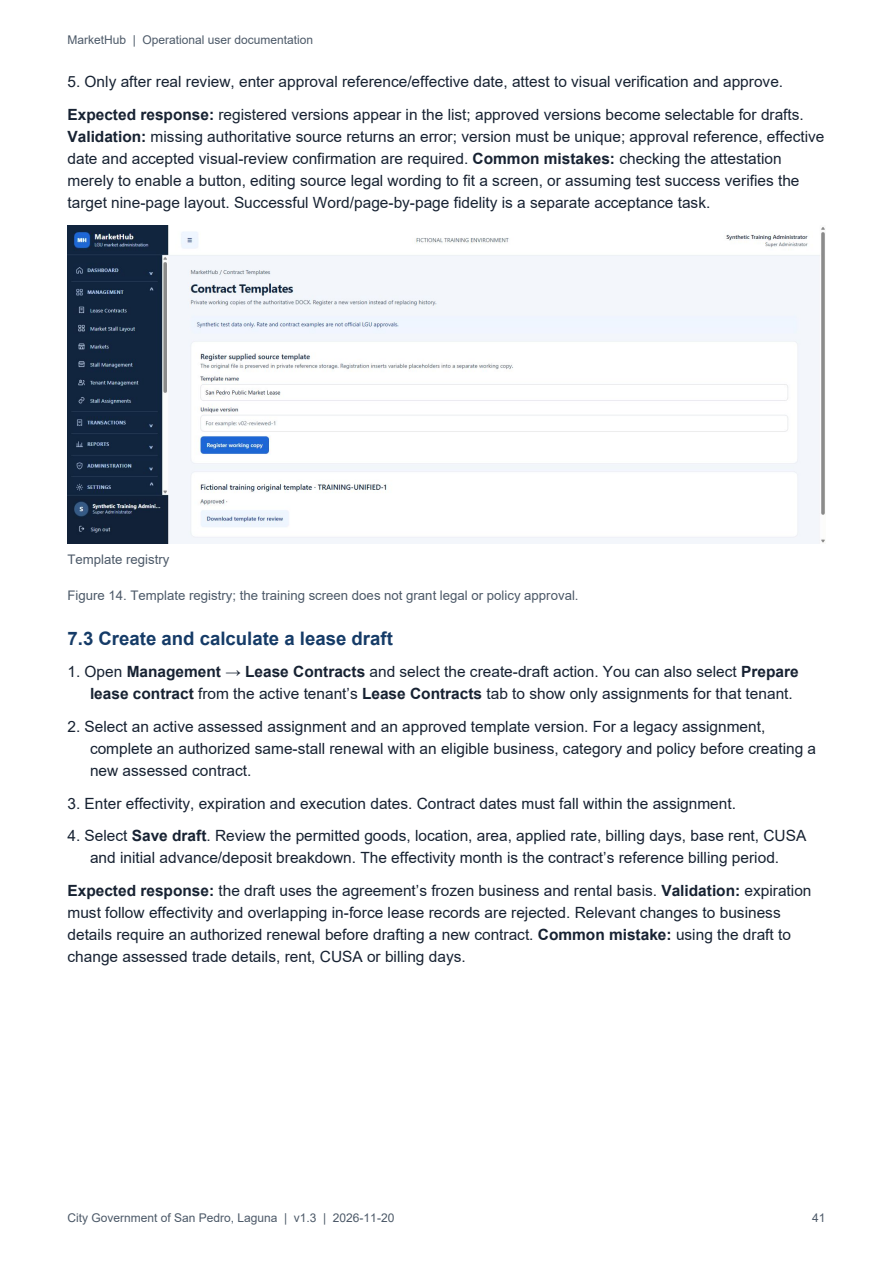 MarketHub | Operational user documentation
5. Only after real review, enter approval reference/effective date, attest to visual verification and approve.
Expected response: registered versions appear in the list; approved versions become selectable for drafts.
Validation: missing authoritative source returns an error; version must be unique; approval reference, effective
date and accepted visual-review confirmation are required. Common mistakes: checking the attestation
merely to enable a button, editing source legal wording to fit a screen, or assuming test success verifies the
target nine-page layout. Successful Word/page-by-page fidelity is a separate acceptance task.
MH MarketHub
LGU market administration
DASHBOARD
MANAGEMENT
Lease Contracts
Market Stall Layout
Markets
Stall Management
Tenant Management
Stall Assignments
TRANSACTIONS
REPORTS
ADMINISTRATION
SETTINGS
S Synthetic Training Admini...
Super Administrator
Sign out
FICTIONAL TRAINING ENVIRONMENT
Synthetic Training Administrator
Super Administrator
MarketHub / Contract Templates
Contract Templates
Private working copies of the authoritative DOCX. Register a new version instead of replacing history.
Synthetic test data only. Rate and contract examples are not official LGU approvals.
Register supplied source template
The original file is preserved in private reference storage. Registration inserts variable placeholders into a separate working copy.
Template name
San Pedro Public Market Lease
Unique version
For example: v02-reviewed-1
Register working copy
Fictional training original template · TRAINING-UNIFIED-1
Approved ·
Download template for review
Template registry
Figure 14. Template registry; the training screen does not grant legal or policy approval.
7.3 Create and calculate a lease draft
1. Open Management → Lease Contracts and select the create-draft action. You can also select Prepare
lease contract from the active tenant’s Lease Contracts tab to show only assignments for that tenant.
2. Select an active assessed assignment and an approved template version. For a legacy assignment,
complete an authorized same-stall renewal with an eligible business, category and policy before creating a
new assessed contract.
3. Enter effectivity, expiration and execution dates. Contract dates must fall within the assignment.
4. Select Save draft. Review the permitted goods, location, area, applied rate, billing days, base rent, CUSA
and initial advance/deposit breakdown. The effectivity month is the contract’s reference billing period.
Expected response: the draft uses the agreement’s frozen business and rental basis. Validation: expiration
must follow effectivity and overlapping in-force lease records are rejected. Relevant changes to business
details require an authorized renewal before drafting a new contract. Common mistake: using the draft to
change assessed trade details, rent, CUSA or billing days.
City Government of San Pedro, Laguna | v1.3 | 2026-11-20
41